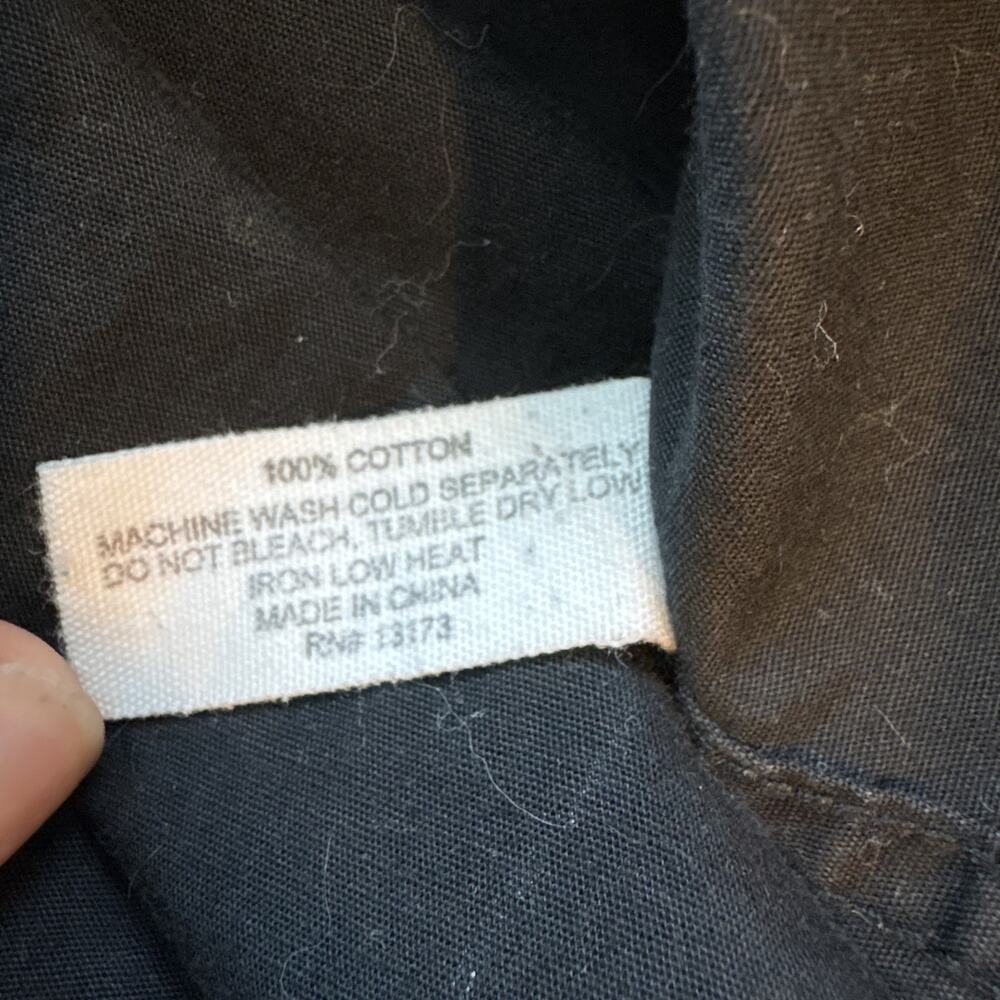 100% COTTON
MACHINE WASH COLD SEPARATELY
DO NOT BLEACH, TUMBLE DRY LOW
IRON LOW HEAT
MADE IN CHINA
RN# 13173